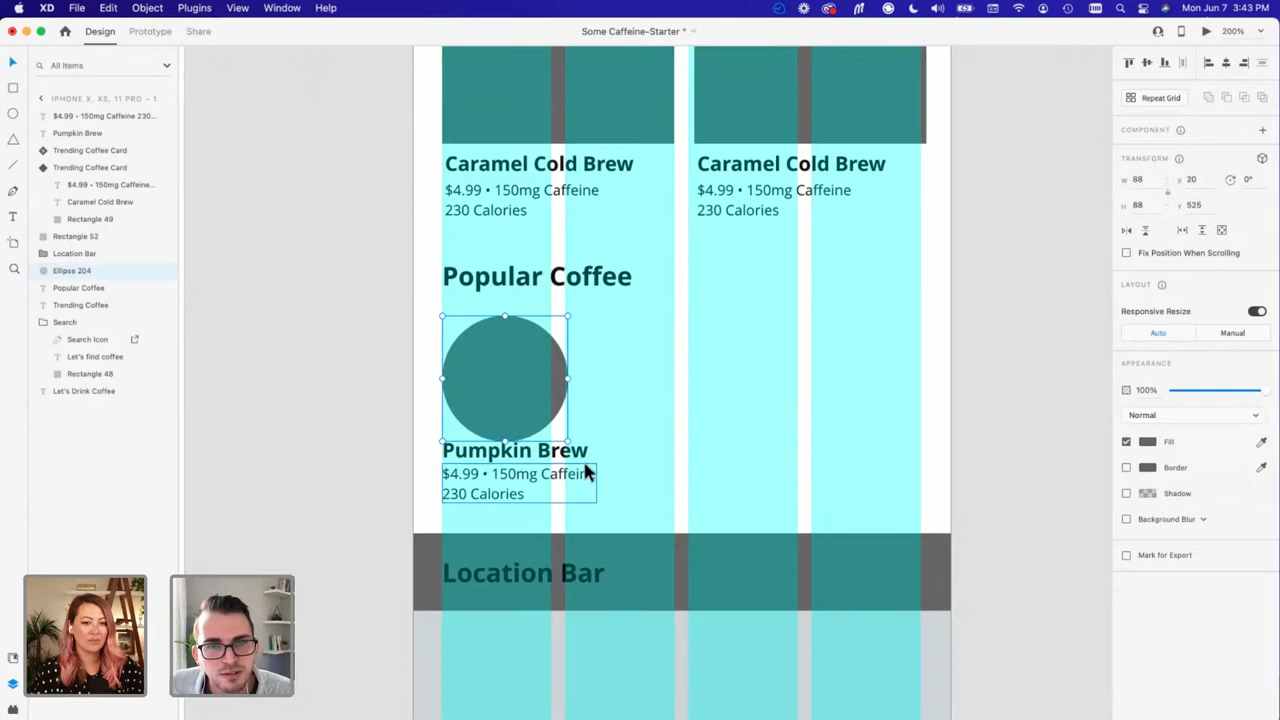 XD File Edit Object Plugins View Window Help
Mon Jun 7 3:43 PM
Design Prototype Share
Some Caffeine-Starter *
200%
All Items
IPHONE X, XS, 11 PRO – 1
$4.99 • 150mg Caffeine 230...
Pumpkin Brew
Trending Coffee Card
Trending Coffee Card
$4.99 • 150mg Caffeine...
Caramel Cold Brew
Rectangle 49
Rectangle 52
Location Bar
Ellipse 204
Popular Coffee
Trending Coffee
Search
Search Icon
Let's find coffee
Rectangle 48
Let's Drink Coffee
Caramel Cold Brew
$4.99 • 150mg Caffeine
230 Calories
Caramel Cold Brew
$4.99 • 150mg Caffeine
230 Calories
Popular Coffee
Pumpkin Brew
$4.99 • 150mg Caffeine
230 Calories
Location Bar
Repeat Grid
COMPONENT
TRANSFORM
W 88 X 20 0°
H 88 Y 525
Fix Position When Scrolling
LAYOUT
Responsive Resize
Auto Manual
APPEARANCE
100%
Normal
Fill
Border
Shadow
Background Blur
Mark for Export